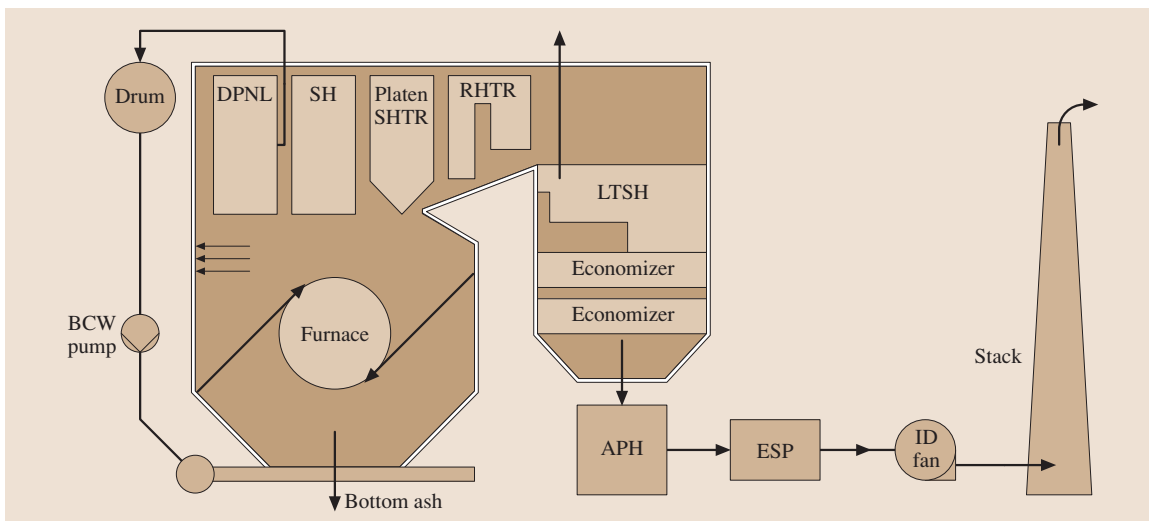 Drum
DPNL
SH
Platen
SHTR
RHTR
LTSH
Economizer
Economizer
Furnace
BCW
pump
Bottom ash
APH
ESP
ID
fan
Stack